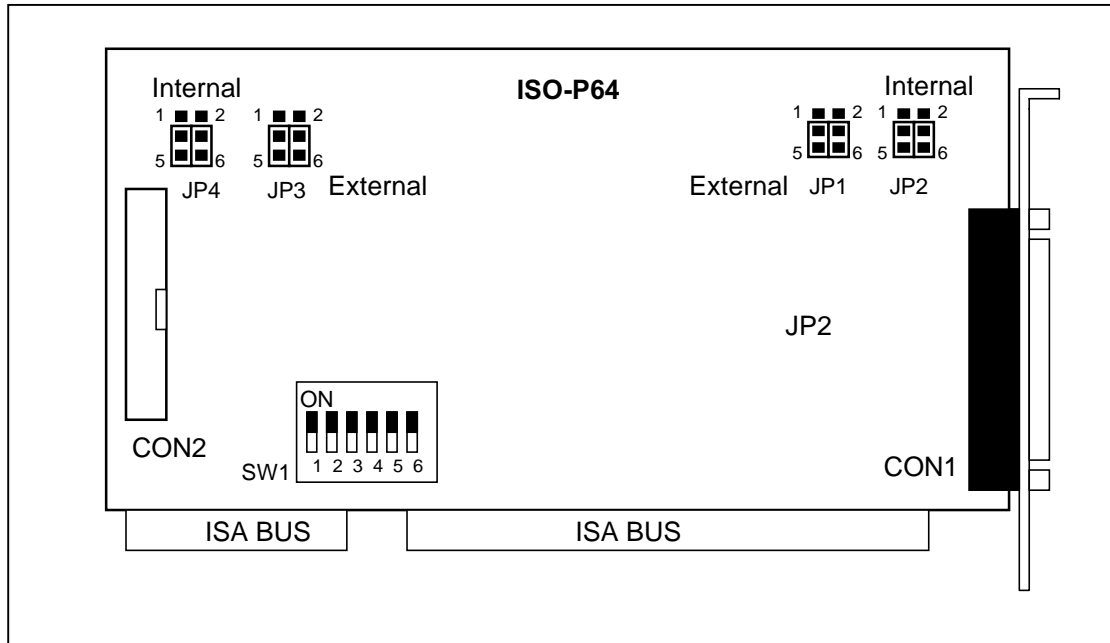 ISO-P64
Internal
1 2
5 6
JP4
1 2
5 6
JP3
External
Internal
1 2
5 6
JP1
1 2
5 6
JP2
External
JP2
ON
1 2 3 4 5 6
SW1
CON2
CON1
ISA BUS
ISA BUS